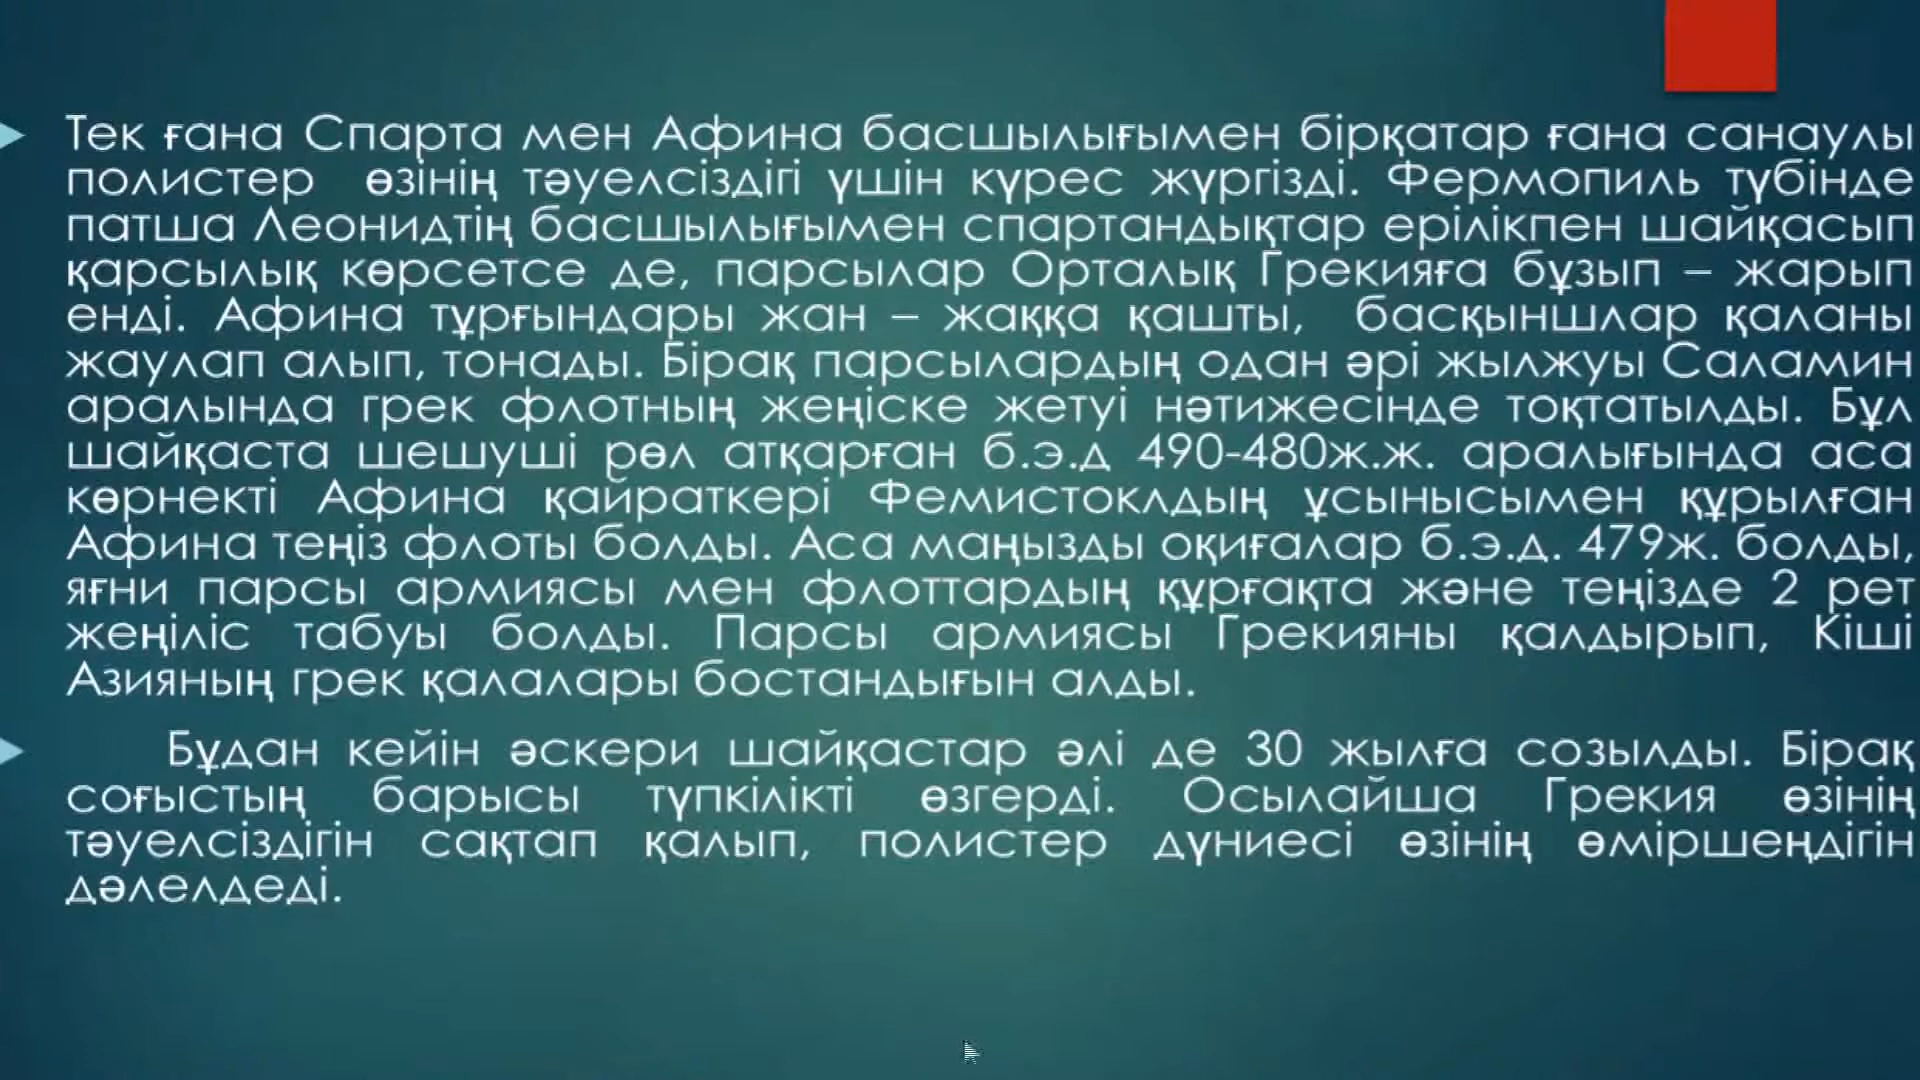 Тек ғана Спарта мен Афина басшылығымен бірқатар ғана санаулы
полистер өзінің тәуелсіздігі үшін күрес жүргізді. Фермопиль түбінде
патша Леонидтің басшылығымен спартандықтар ерілікпен шайқасып
қарсылық көрсетсе де, парсылар Орталық Грекияға бұзып – жарып
енді. Афина тұрғындары жан – жаққа қашты, басқыншлар қаланы
жаулап алып, тонады. Бірақ парсылардың одан әрі жылжуы Саламин
аралында грек флотның жеңіске жетуі нәтижесінде тоқтатылды. Бұл
шайқаста шешуші рөл атқарған б.э.д 490-480ж.ж. аралығында аса
көрнекті Афина қайраткері Фемистоклдың ұсынысымен құрылған
Афина теңіз флоты болды. Аса маңызды оқиғалар б.э.д. 479ж. болды,
яғни парсы армиясы мен флоттардың құрғақта және теңізде 2 рет
жеңіліс табуы болды. Парсы армиясы Грекияны қалдырып, Кіші
Азияның грек қалалары бостандығын алды.
Бұдан кейін әскери шайқастар әлі де 30 жылға созылды. Бірақ
соғыстың барысы түпкілікті өзгерді. Осылайша Грекия өзінің
тәуелсіздігін сақтап қалып, полистер дүниесі өзінің өміршеңдігін
дәлелдеді.